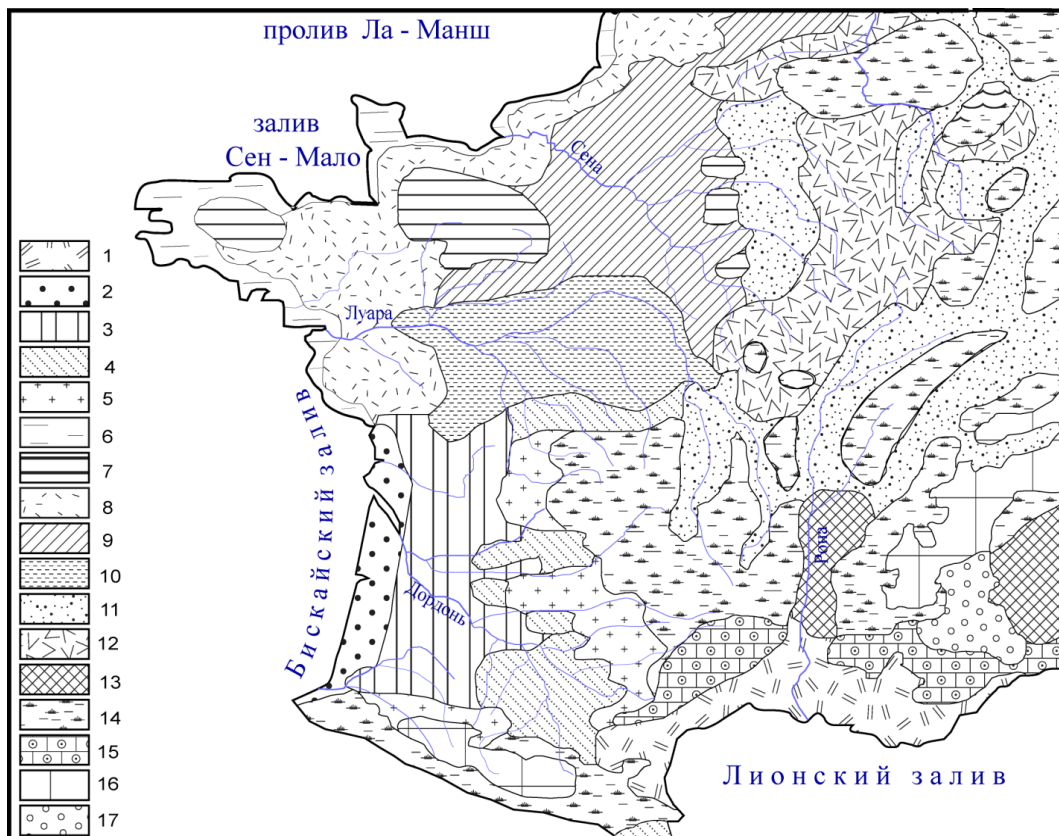 пролив Ла - Манш
залив
Сен - Мало
Сена
Луара
Бискайский залив
Дордонь
Рона
Лионский залив
1
2
3
4
5
6
7
8
9
10
11
12
13
14
15
16
17